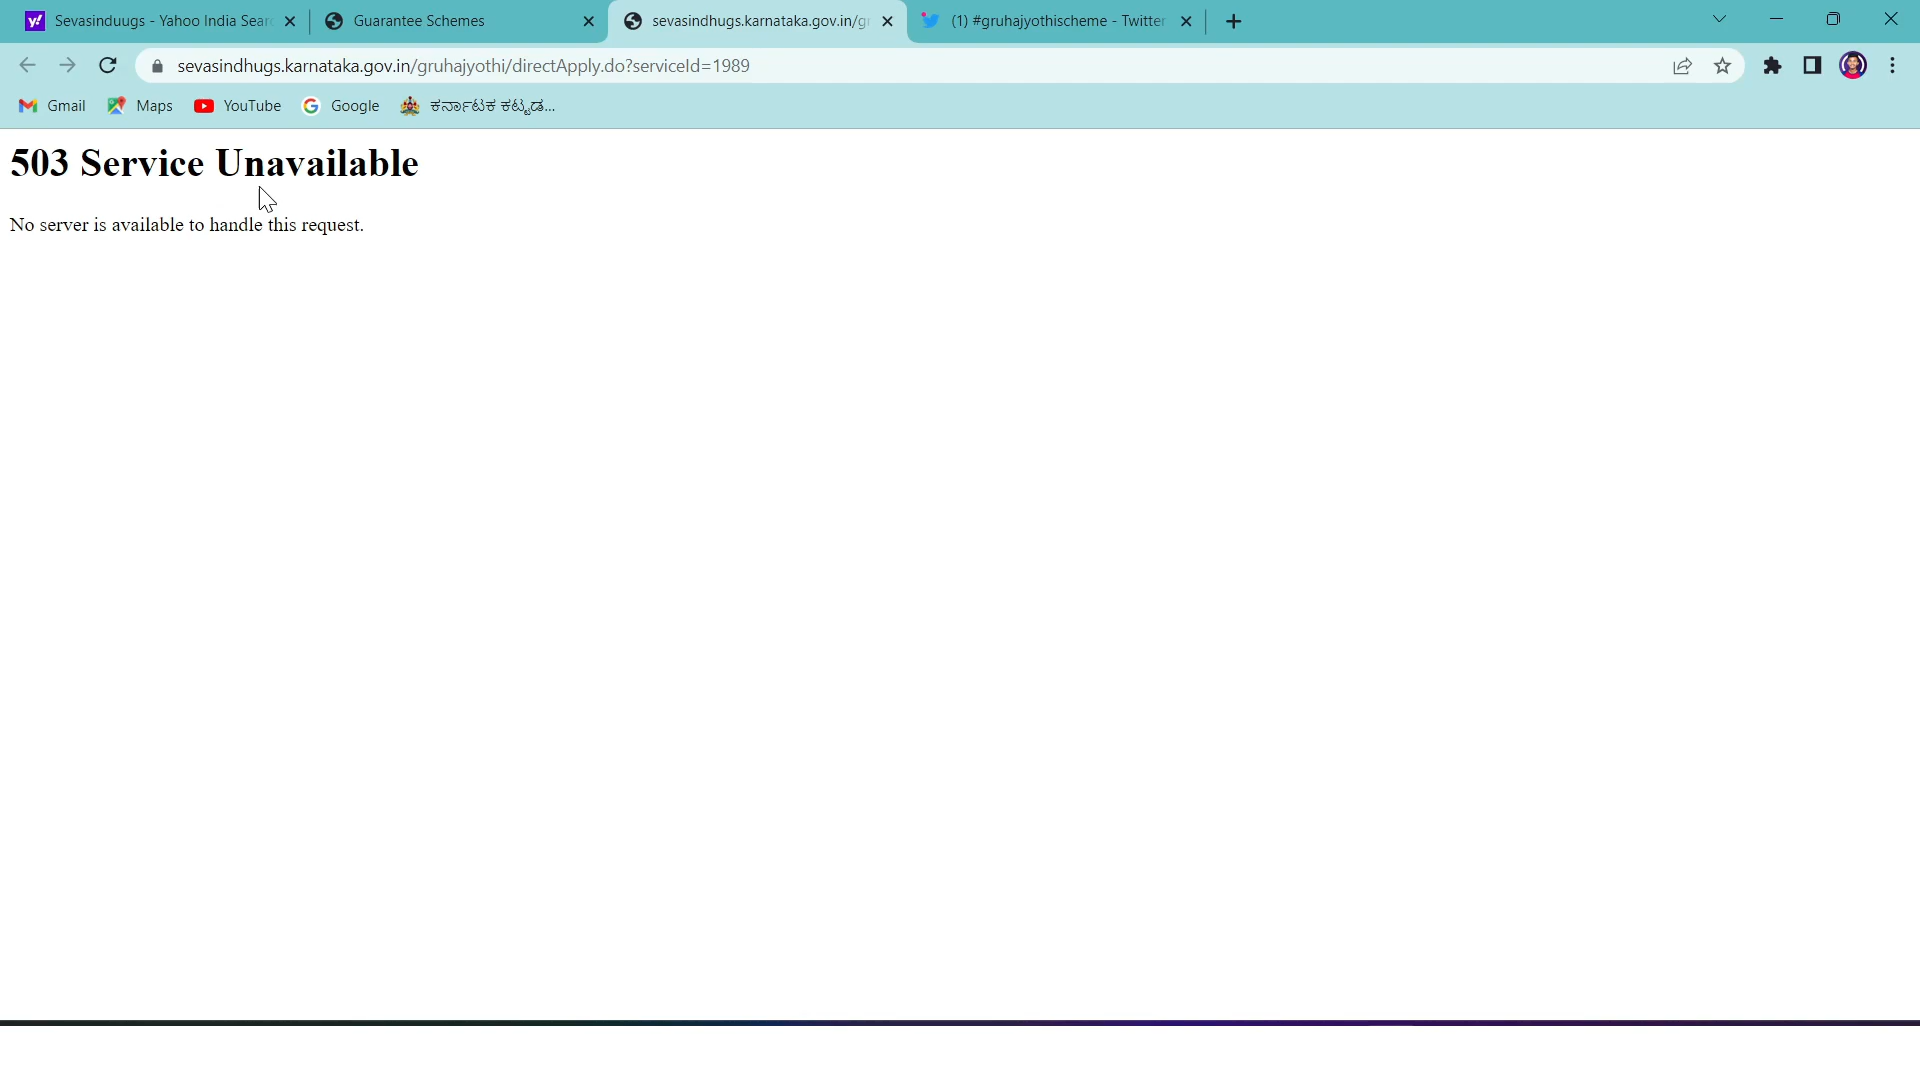 Sevasinduugs - Yahoo India Sear
Guarantee Schemes
sevasindhugs.karnataka.gov.in/gr
(1) #gruhajyothischeme - Twitter
sevasindhugs.karnataka.gov.in/gruhajyothi/directApply.do?serviceId=1989
Gmail
Maps
YouTube
Google
ಕರ್ನಾಟಕ ಕಟ್ಟಡ...
503 Service Unavailable
No server is available to handle this request.